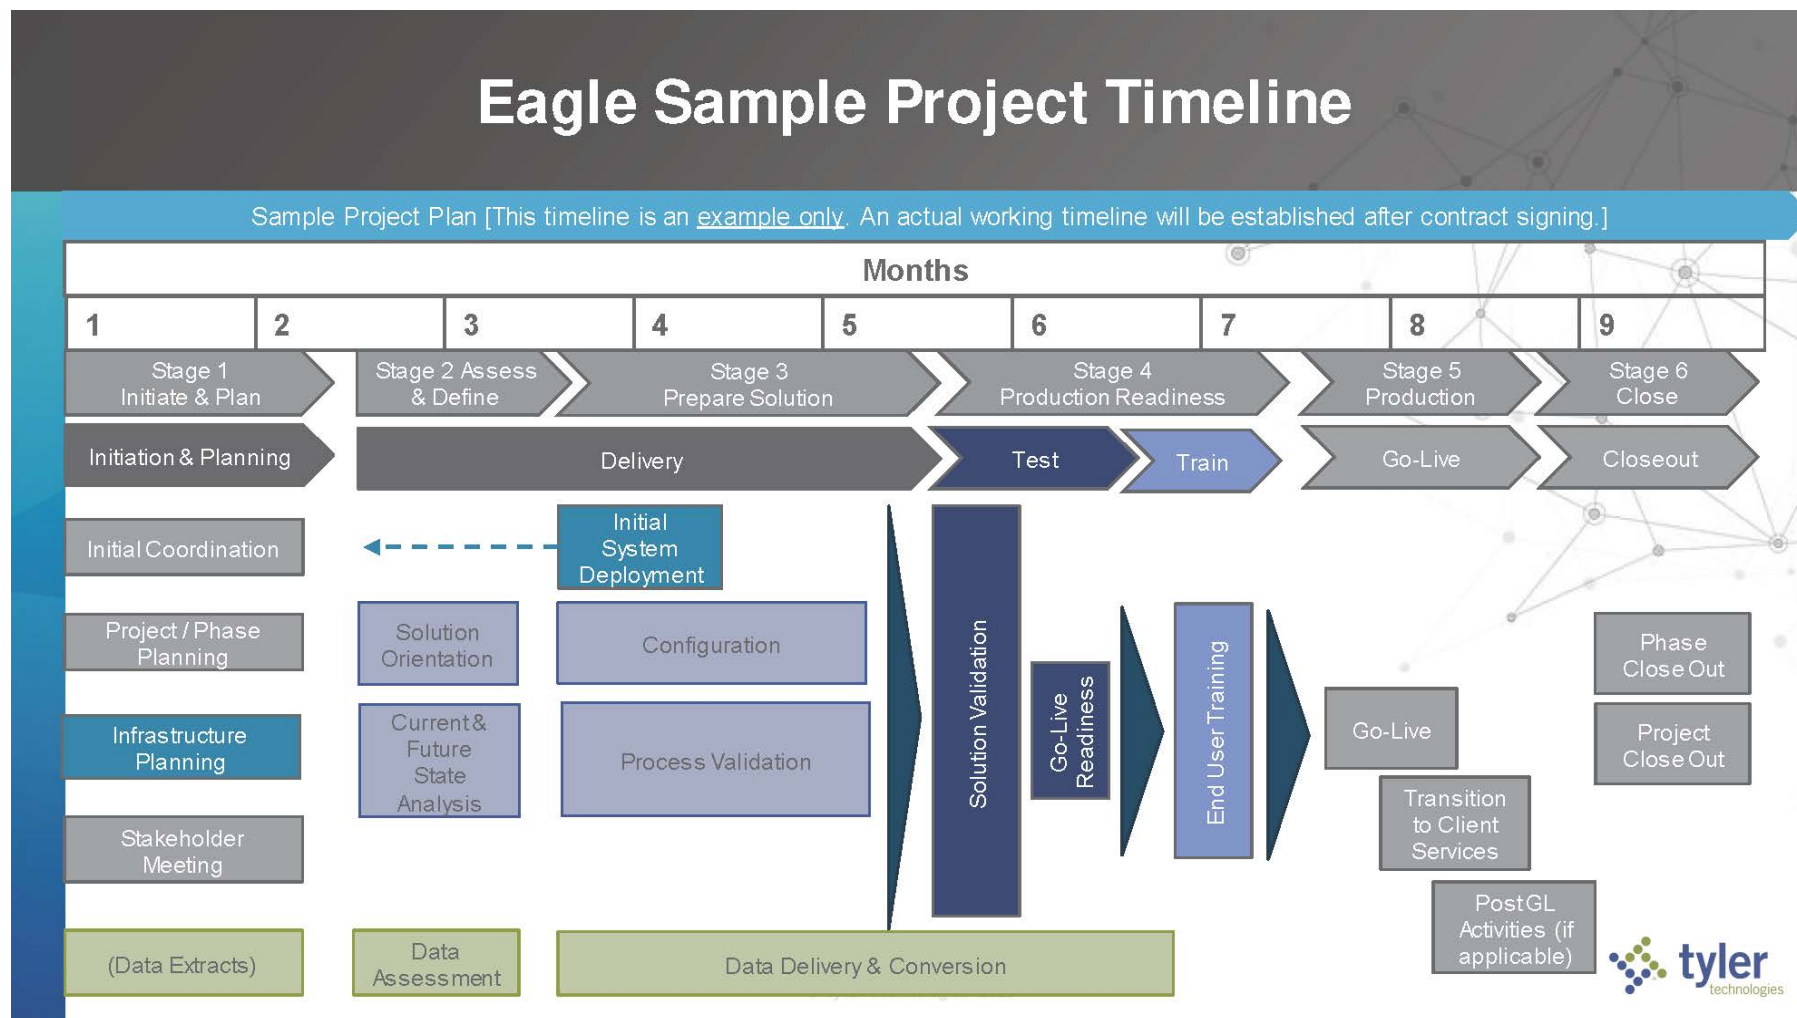 Eagle Sample Project Timeline
Sample Project Plan [This timeline is an example only. An actual working timeline will be established after contract signing.]
Months
1 2 3 4 5 6 7 8 9
Stage 1
Initiate & Plan
Stage 2 Assess
& Define
Stage 3
Prepare Solution
Stage 4
Production Readiness
Stage 5
Production
Stage 6
Close
Initiation & Planning
Delivery
Test
Train
Go-Live
Closeout
Initial Coordination
Initial
System
Deployment
Project / Phase
Planning
Solution
Orientation
Configuration
Infrastructure
Planning
Current &
Future
State
Analysis
Process Validation
Stakeholder
Meeting
Solution Validation
Go-Live
Readiness
End User Training
Go-Live
Transition
to Client
Services
Post GL
Activities (if
applicable)
Phase
Close Out
Project
Close Out
(Data Extracts)
Data
Assessment
Data Delivery & Conversion
tyler
technologies